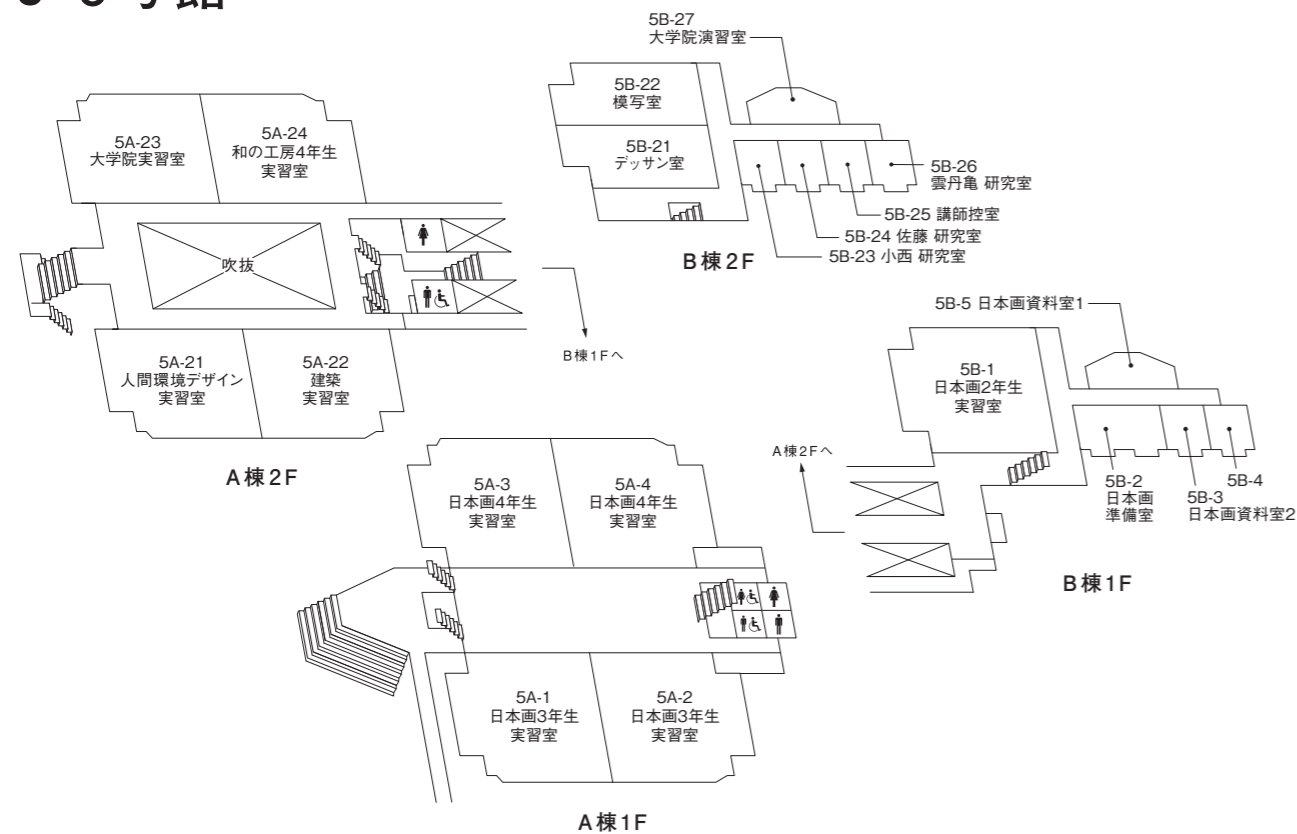 5B-27
大学院演習室
5B-22
模写室
5B-21
デッサン室
5B-26
雲丹亀 研究室
5B-25 講師控室
5B-24 佐藤 研究室
5B-23 小西 研究室
B棟2F
5A-23
大学院実習室
5A-24
和の工房4年生
実習室
吹抜
B棟1Fへ
5A-21
人間環境デザイン
実習室
5A-22
建築
実習室
A棟2F
5B-5 日本画資料室1
5B-1
日本画2年生
実習室
A棟2Fへ
5B-2
日本画
準備室
5B-3
日本画資料室2
5B-4
B棟1F
5A-3
日本画4年生
実習室
5A-4
日本画4年生
実習室
5A-1
日本画3年生
実習室
5A-2
日本画3年生
実習室
A棟1F